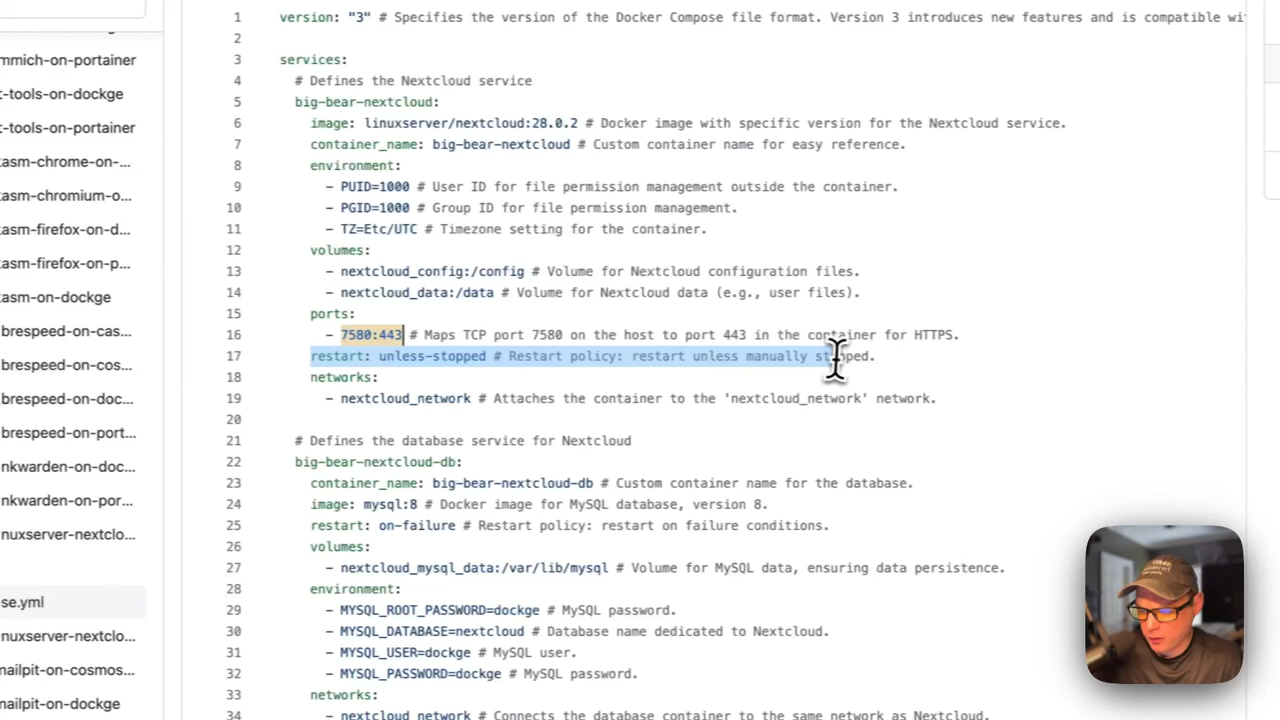 mmich-on-portainer
t-tools-on-dockge
t-tools-on-portainer
asm-chrome-on-...
asm-chromium-o...
asm-firefox-on-d...
asm-firefox-on-p...
asm-on-dockge
brespeed-on-cas...
brespeed-on-cos...
brespeed-on-doc...
brespeed-on-port...
nkwarden-on-doc...
nkwarden-on-por...
nuxserver-nextclo...
se.yml
nuxserver-nextclo...
nailpit-on-cosmos...
nailpit-on-dockge
1 version: "3" # Specifies the version of the Docker Compose file format. Version 3 introduces new features and is compatible wi
2
3 services:
4 # Defines the Nextcloud service
5 big-bear-nextcloud:
6 image: linuxserver/nextcloud:28.0.2 # Docker image with specific version for the Nextcloud service.
7 container_name: big-bear-nextcloud # Custom container name for easy reference.
8 environment:
9 - PUID=1000 # User ID for file permission management outside the container.
10 - PGID=1000 # Group ID for file permission management.
11 - TZ=Etc/UTC # Timezone setting for the container.
12 volumes:
13 - nextcloud_config:/config # Volume for Nextcloud configuration files.
14 - nextcloud_data:/data # Volume for Nextcloud data (e.g., user files).
15 ports:
16 - 7580:443 # Maps TCP port 7580 on the host to port 443 in the container for HTTPS.
17 restart: unless-stopped # Restart policy: restart unless manually stopped.
18 networks:
19 - nextcloud_network # Attaches the container to the 'nextcloud_network' network.
20
21 # Defines the database service for Nextcloud
22 big-bear-nextcloud-db:
23 container_name: big-bear-nextcloud-db # Custom container name for the database.
24 image: mysql:8 # Docker image for MySQL database, version 8.
25 restart: on-failure # Restart policy: restart on failure conditions.
26 volumes:
27 - nextcloud_mysql_data:/var/lib/mysql # Volume for MySQL data, ensuring data persistence.
28 environment:
29 - MYSQL_ROOT_PASSWORD=dockge # MySQL password.
30 - MYSQL_DATABASE=nextcloud # Database name dedicated to Nextcloud.
31 - MYSQL_USER=dockge # MySQL user.
32 - MYSQL_PASSWORD=dockge # MySQL password.
33 networks:
34 - nextcloud_network # Connects the database container to the same network as Nextcloud.